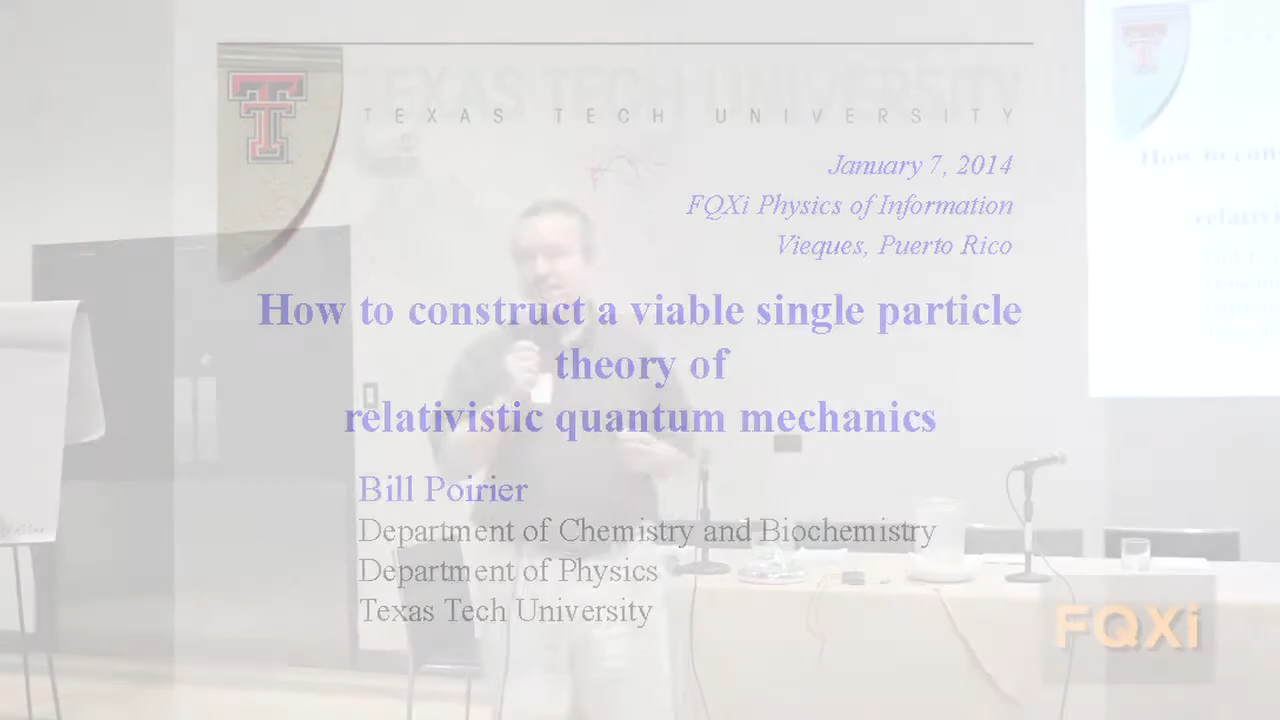 TEXAS TECH UNIVERSITY
January 7, 2014
FQXi Physics of Information
Vieques, Puerto Rico
How to construct a viable single particle
theory of
relativistic quantum mechanics
Bill Poirier
Department of Chemistry and Biochemistry
Department of Physics
Texas Tech University
FQXi